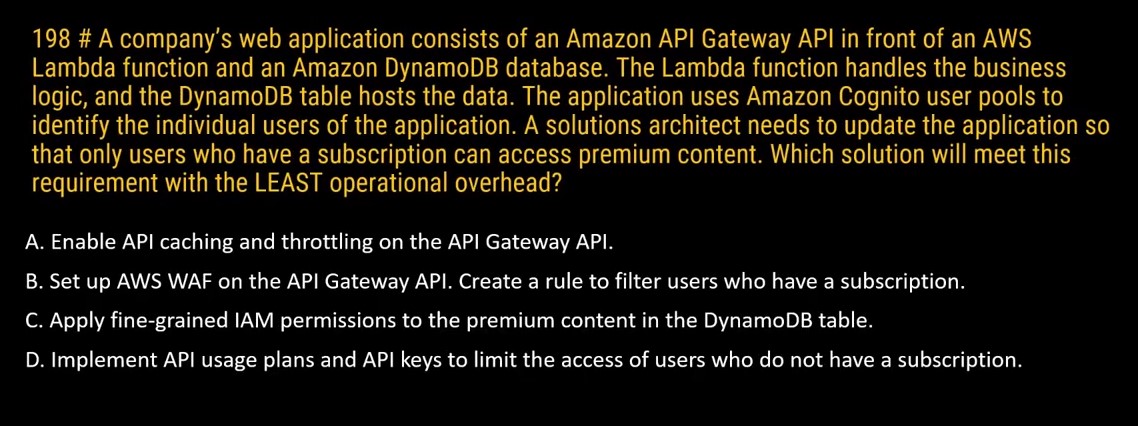 198 # A company's web application consists of an Amazon API Gateway API in front of an AWS
Lambda function and an Amazon DynamoDB database. The Lambda function handles the business
logic, and the DynamoDB table hosts the data. The application uses Amazon Cognito user pools to
identify the individual users of the application. A solutions architect needs to update the application so
that only users who have a subscription can access premium content. Which solution will meet this
requirement with the LEAST operational overhead?
A. Enable API caching and throttling on the API Gateway API.
B. Set up AWS WAF on the API Gateway API. Create a rule to filter users who have a subscription.
C. Apply fine-grained IAM permissions to the premium content in the DynamoDB table.
D. Implement API usage plans and API keys to limit the access of users who do not have a subscription.